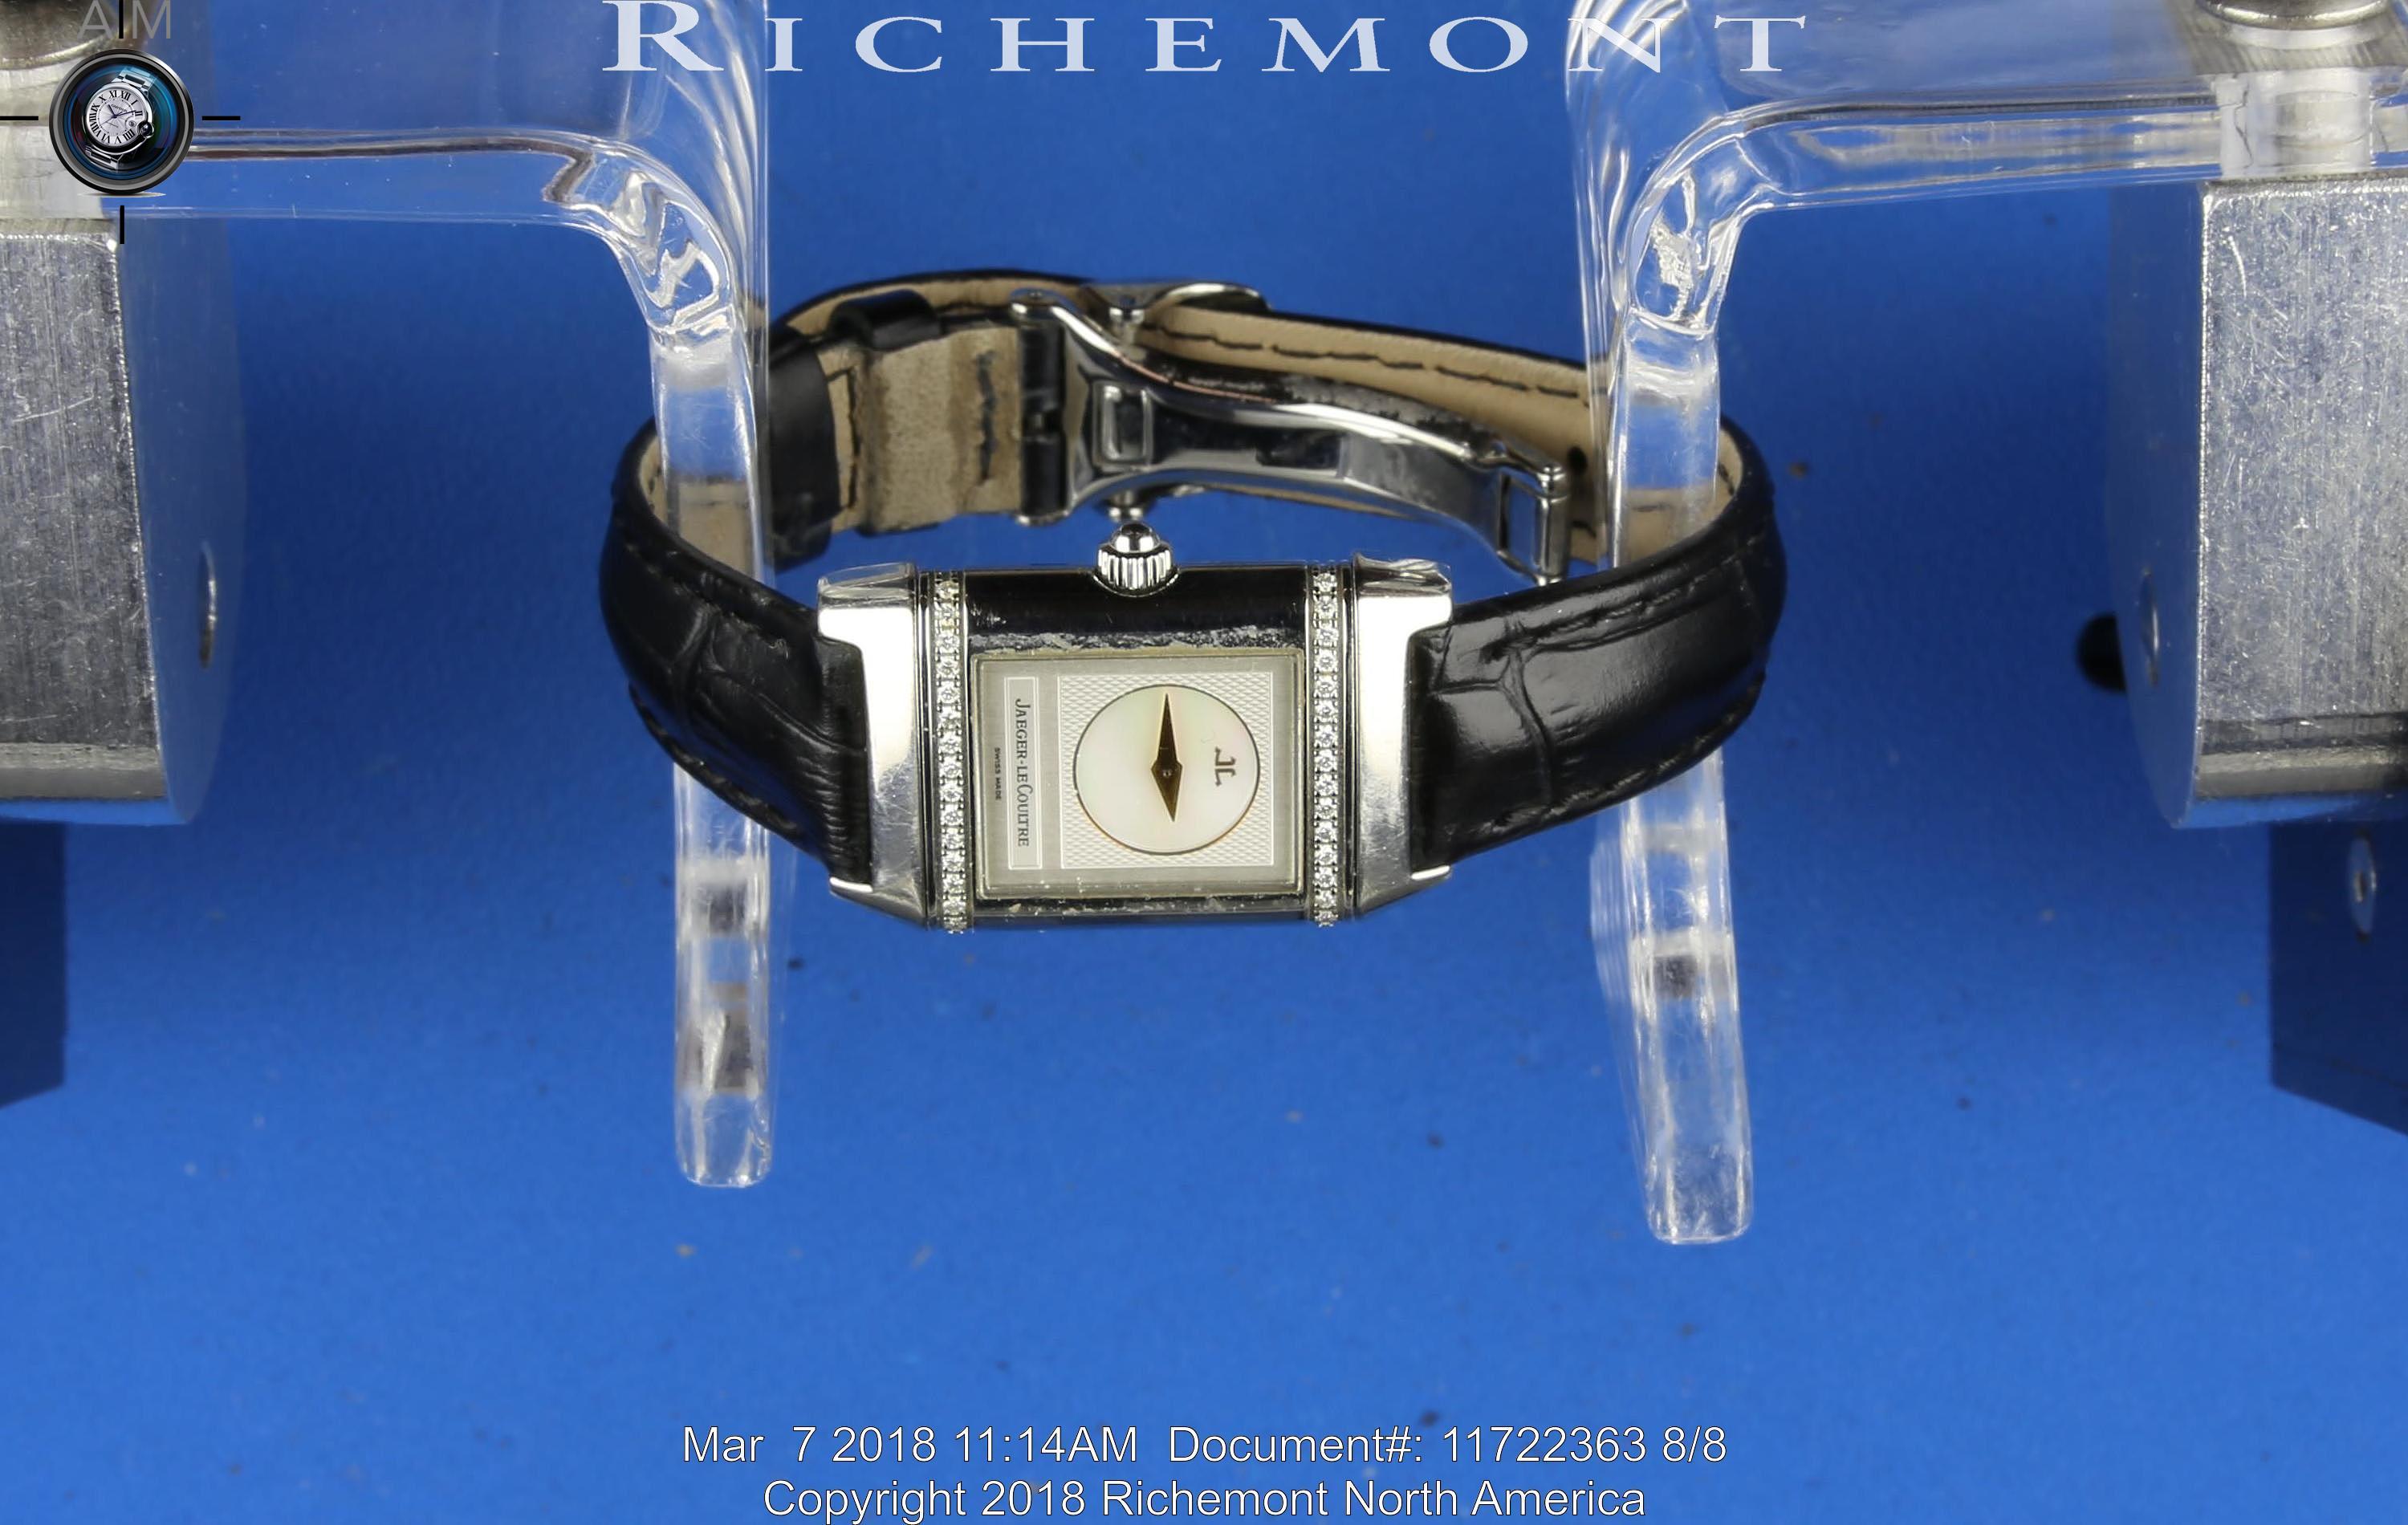 AIM
RICHEMONT
JAEGER-LECOULTRE
SWISS MADE
JL
Mar 7 2018 11:14AM Document#: 11722363 8/8
Copyright 2018 Richemont North America